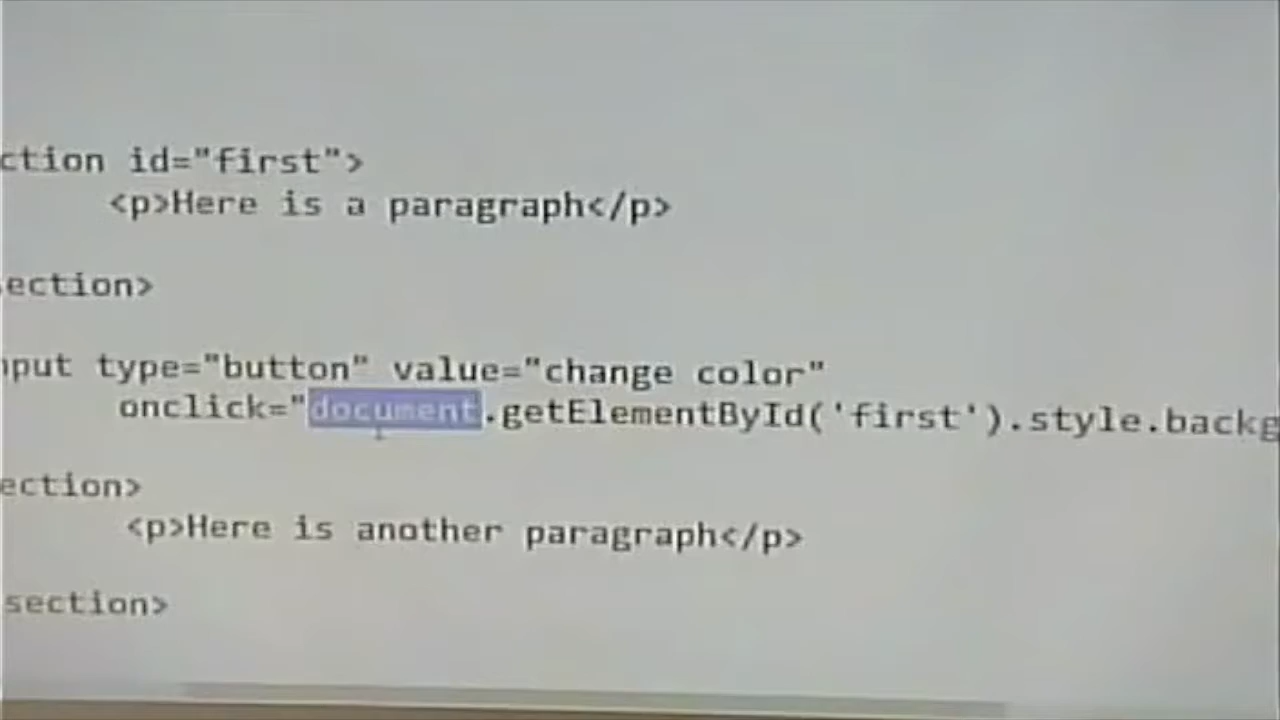 ction id="first">
<p>Here is a paragraph</p>
ection>
nput type="button" value="change color"
onclick="document.getElementById('first').style.backg
ection>
<p>Here is another paragraph</p>
section>